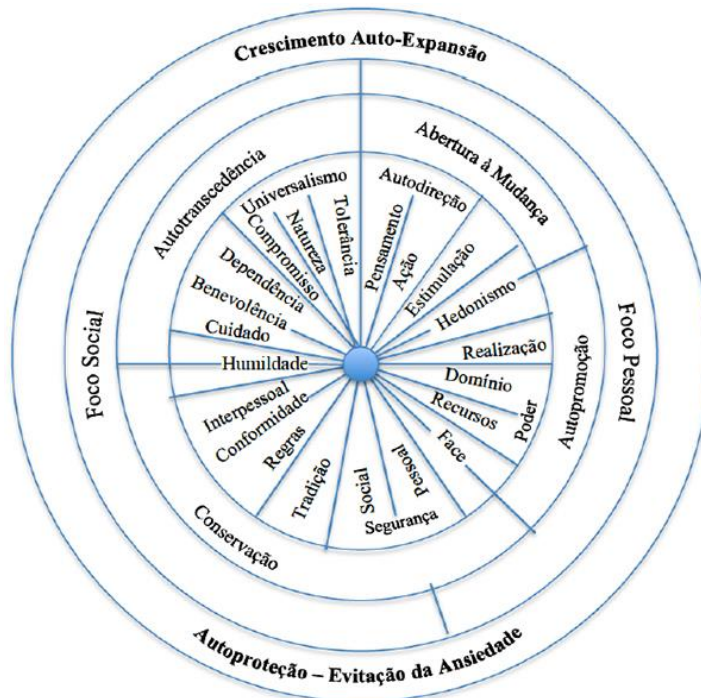 Crescimento Auto-Expansão
Abertura à Mudança
Autotranscedência
Universalismo
Natureza
Tolerância
Compromisso
Dependência
Benevolência
Cuidado
Humildade
Autodireção
Pensamento
Ação
Estimulação
Hedonismo
Realização
Domínio
Recursos
Poder
Face
Autopromoção
Foco Social
Foco Pessoal
Interpessoal
Conformidade
Regras
Tradição
Social
Pessoal
Segurança
Conservação
Autoproteção – Evitação da Ansiedade